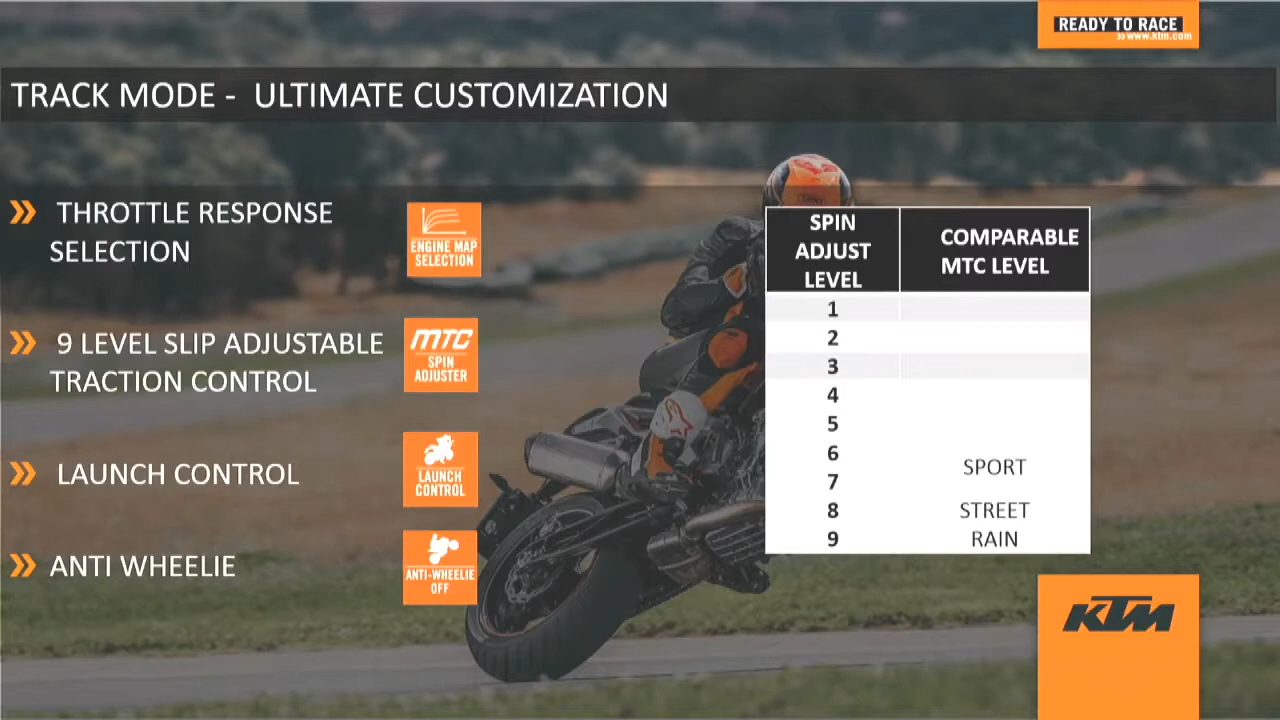 READY TO RACE
>> www.ktm.com
TRACK MODE - ULTIMATE CUSTOMIZATION
THROTTLE RESPONSE
SELECTION
ENGINE MAP
SELECTION
9 LEVEL SLIP ADJUSTABLE
TRACTION CONTROL
MTC
SPIN
ADJUSTER
LAUNCH CONTROL
LAUNCH
CONTROL
ANTI WHEELIE
ANTI-WHEELIE
OFF
SPIN
ADJUST
LEVEL
COMPARABLE
MTC LEVEL
1
2
3
4
5
6
7
SPORT
8 STREET
9 RAIN
KTM